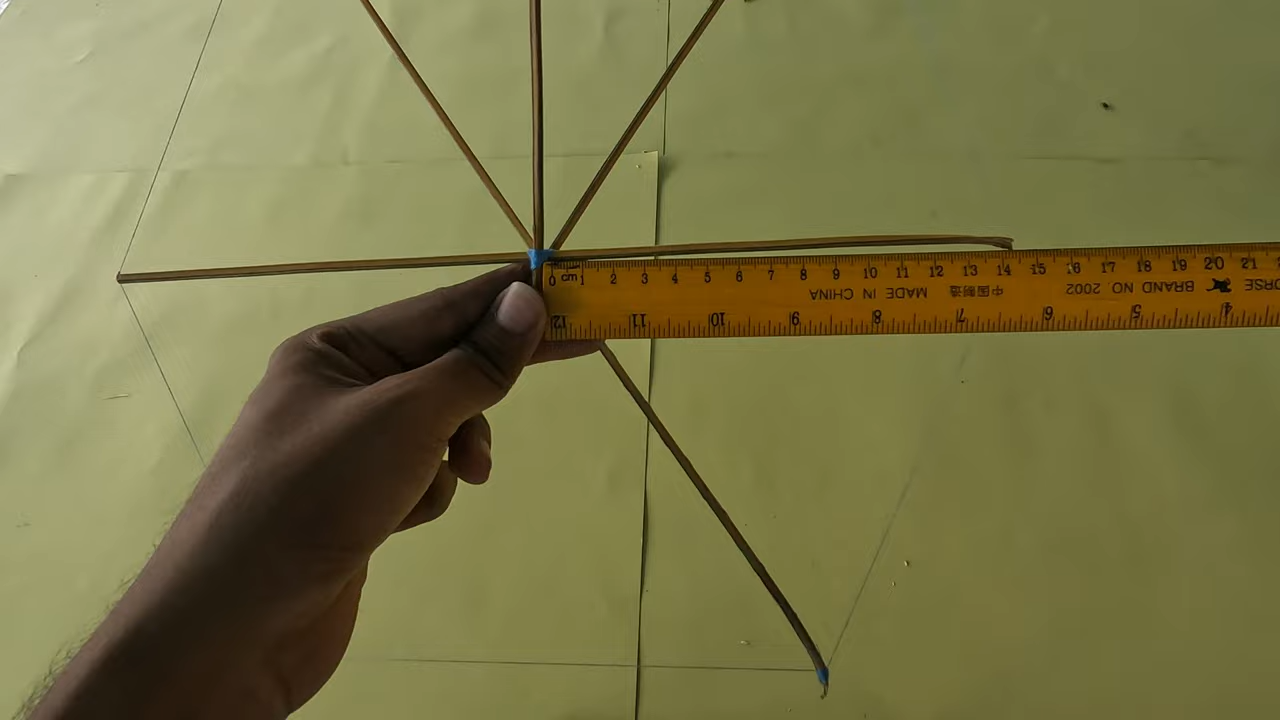 0 cm 1 2 3 4 5 6 7 8 9 10 11 12 13 14 15 16 17 18 19 20 21
HORSE BRAND NO. 2002 中国制造 MADE IN CHINA
12 11 10 9 8 7 6 5 4